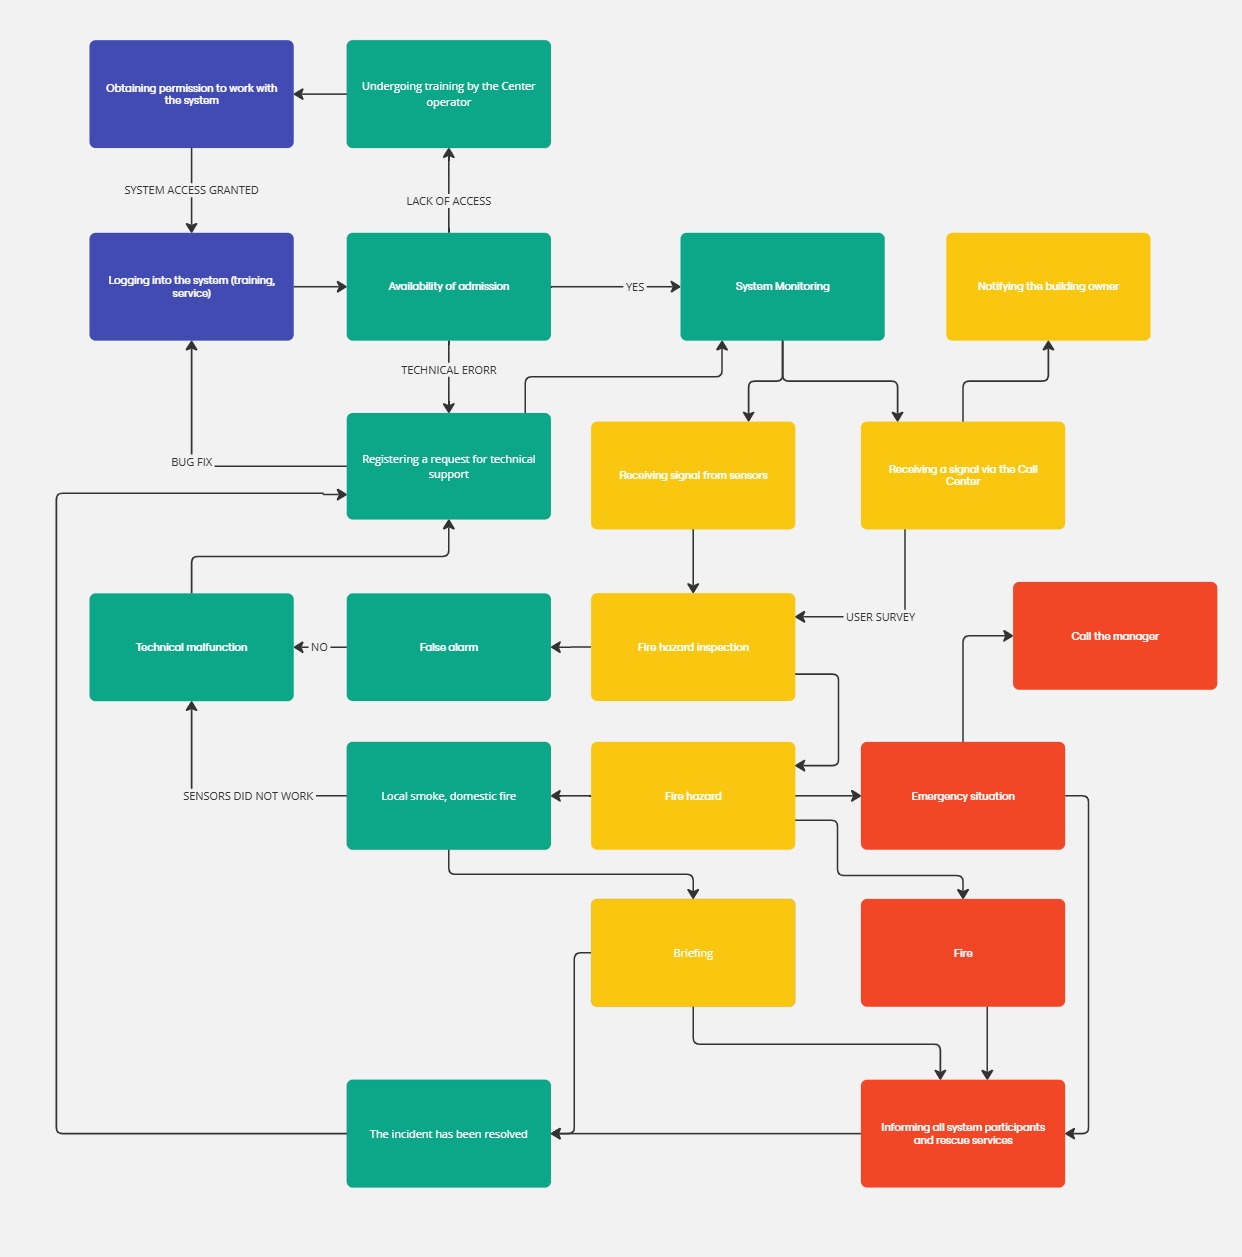 Obtaining permission to work with
the system
Undergoing training by the Center
operator
SYSTEM ACCESS GRANTED
LACK OF ACCESS
Logging into the system (training,
service)
Availability of admission
YES
System Monitoring
Notifying the building owner
TECHNICAL ERORR
BUG FIX
Registering a request for technical
support
Receiving signal from sensors
Receiving a signal via the Call
Center
USER SURVEY
Technical malfunction
NO
False alarm
Fire hazard inspection
Call the manager
SENSORS DID NOT WORK
Local smoke, domestic fire
Fire hazard
Emergency situation
Briefing
Fire
The incident has been resolved
Informing all system participants
and rescue services